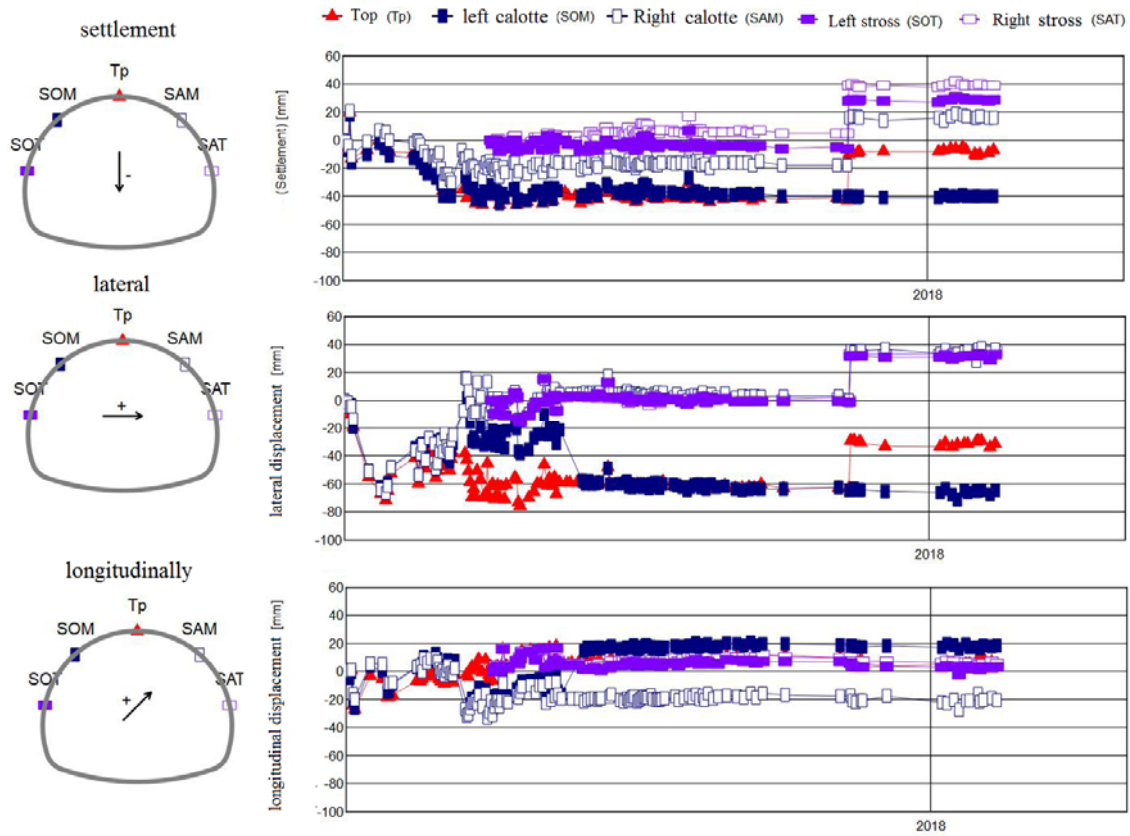 Top (Tp) left calotte (SOM) Right calotte (SAM) Left stross (SOT) Right stross (SAT)
settlement
Tp
SOM SAM
SOT SAT
-
(Settlement) [mm]
60
40
20
0
-20
-40
-60
-80
-100
2018
lateral
Tp
SOM SAM
SOT SAT
+
lateral displacement [mm]
60
40
20
0
-20
-40
-60
-80
-100
2018
longitudinally
Tp
SOM SAM
SOT SAT
+
longitudinal displacement [mm]
60
40
20
0
-20
-40
-60
-80
-100
2018